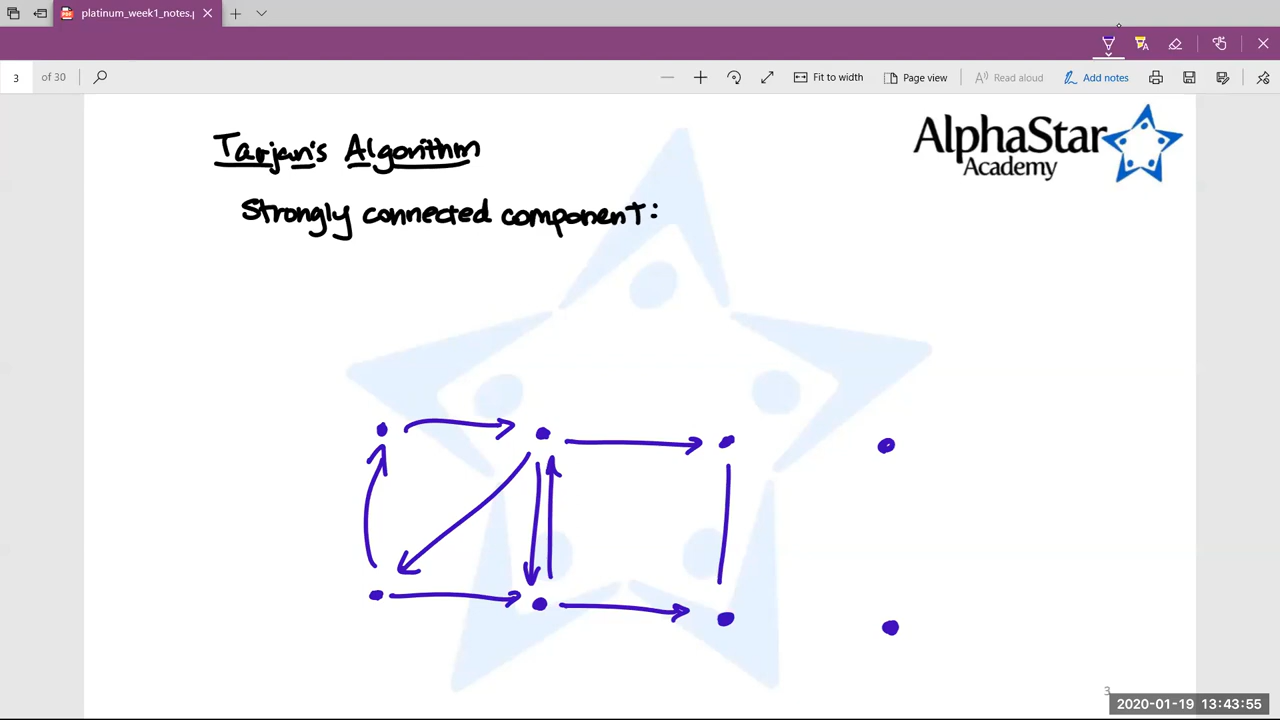 platinum_week1_notes.p
3 of 30 Fit to width Page view Read aloud Add notes
Tarjan's Algorithm
AlphaStar
Academy
Strongly connected component:
3
2020-01-19 13:43:55